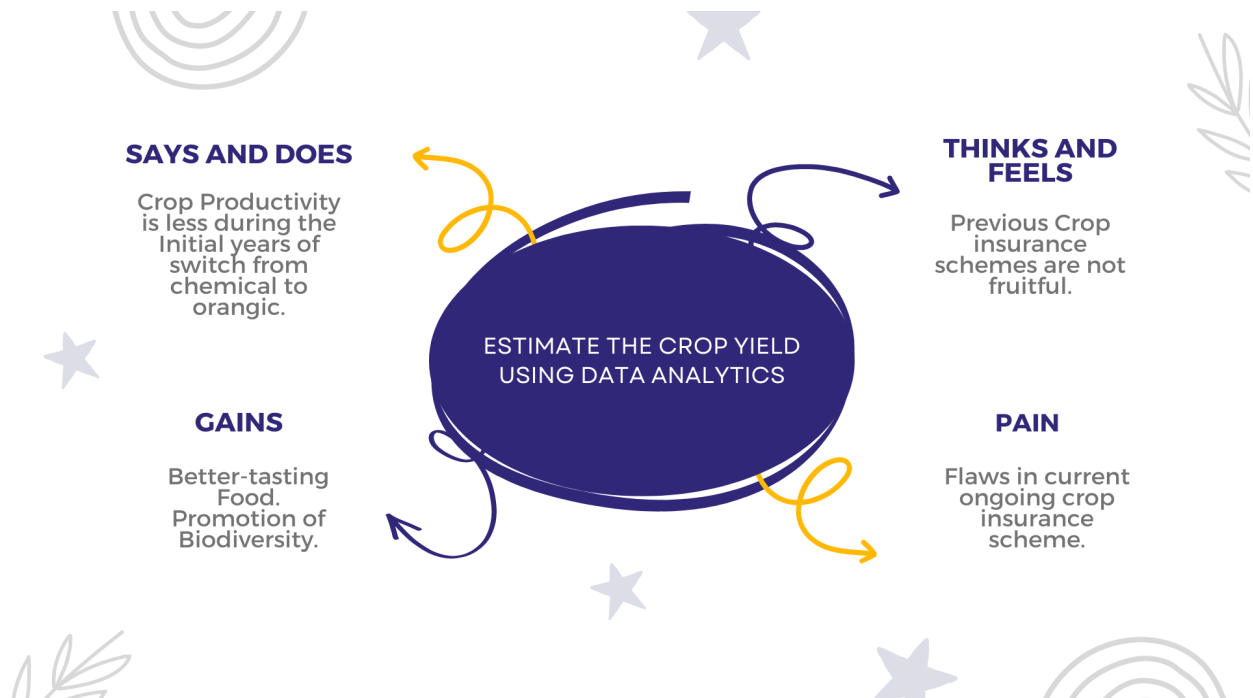 SAYS AND DOES
Crop Productivity
is less during the
Initial years of
switch from
chemical to
orangic.
THINKS AND
FEELS
Previous Crop
insurance
schemes are not
fruitful.
ESTIMATE THE CROP YIELD
USING DATA ANALYTICS
GAINS
Better-tasting
Food.
Promotion of
Biodiversity.
PAIN
Flaws in current
ongoing crop
insurance
scheme.